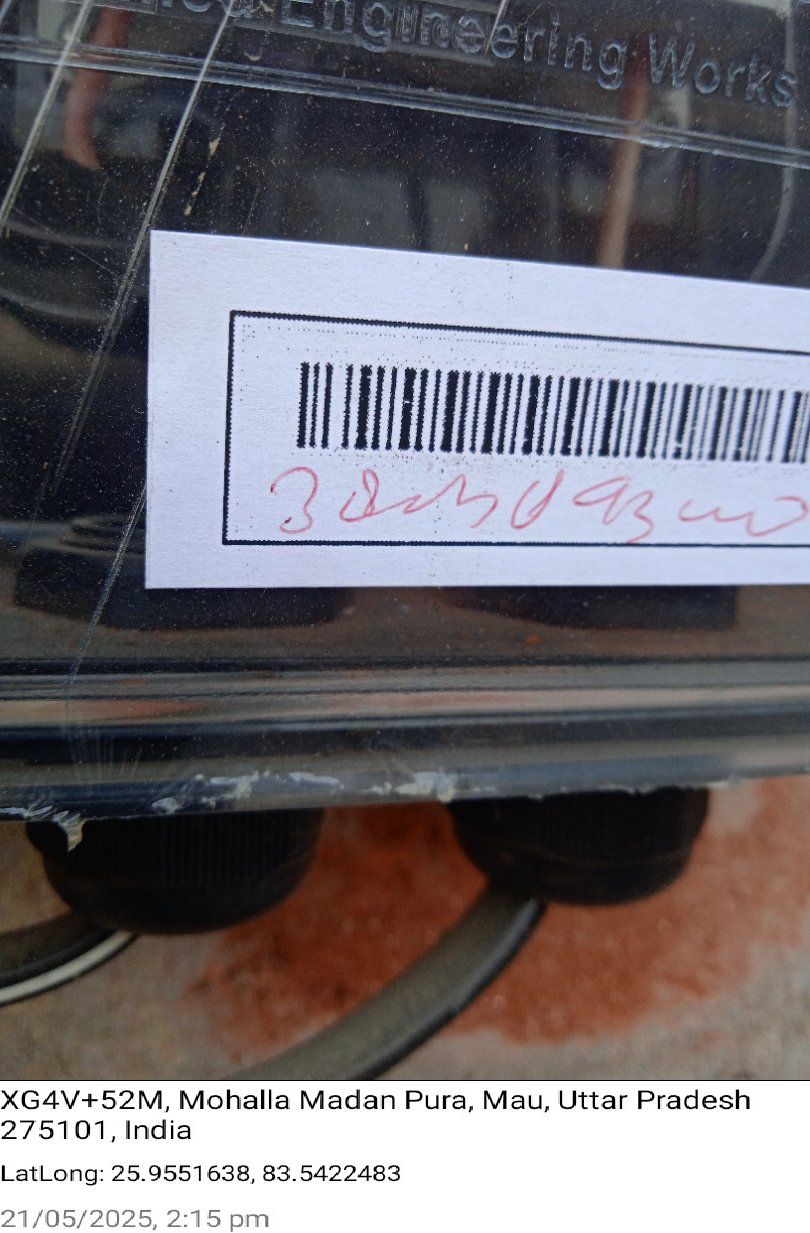 Engineering Works
XG4V+52M, Mohalla Madan Pura, Mau, Uttar Pradesh
275101, India
LatLong: 25.9551638, 83.5422483
21/05/2025, 2:15 pm